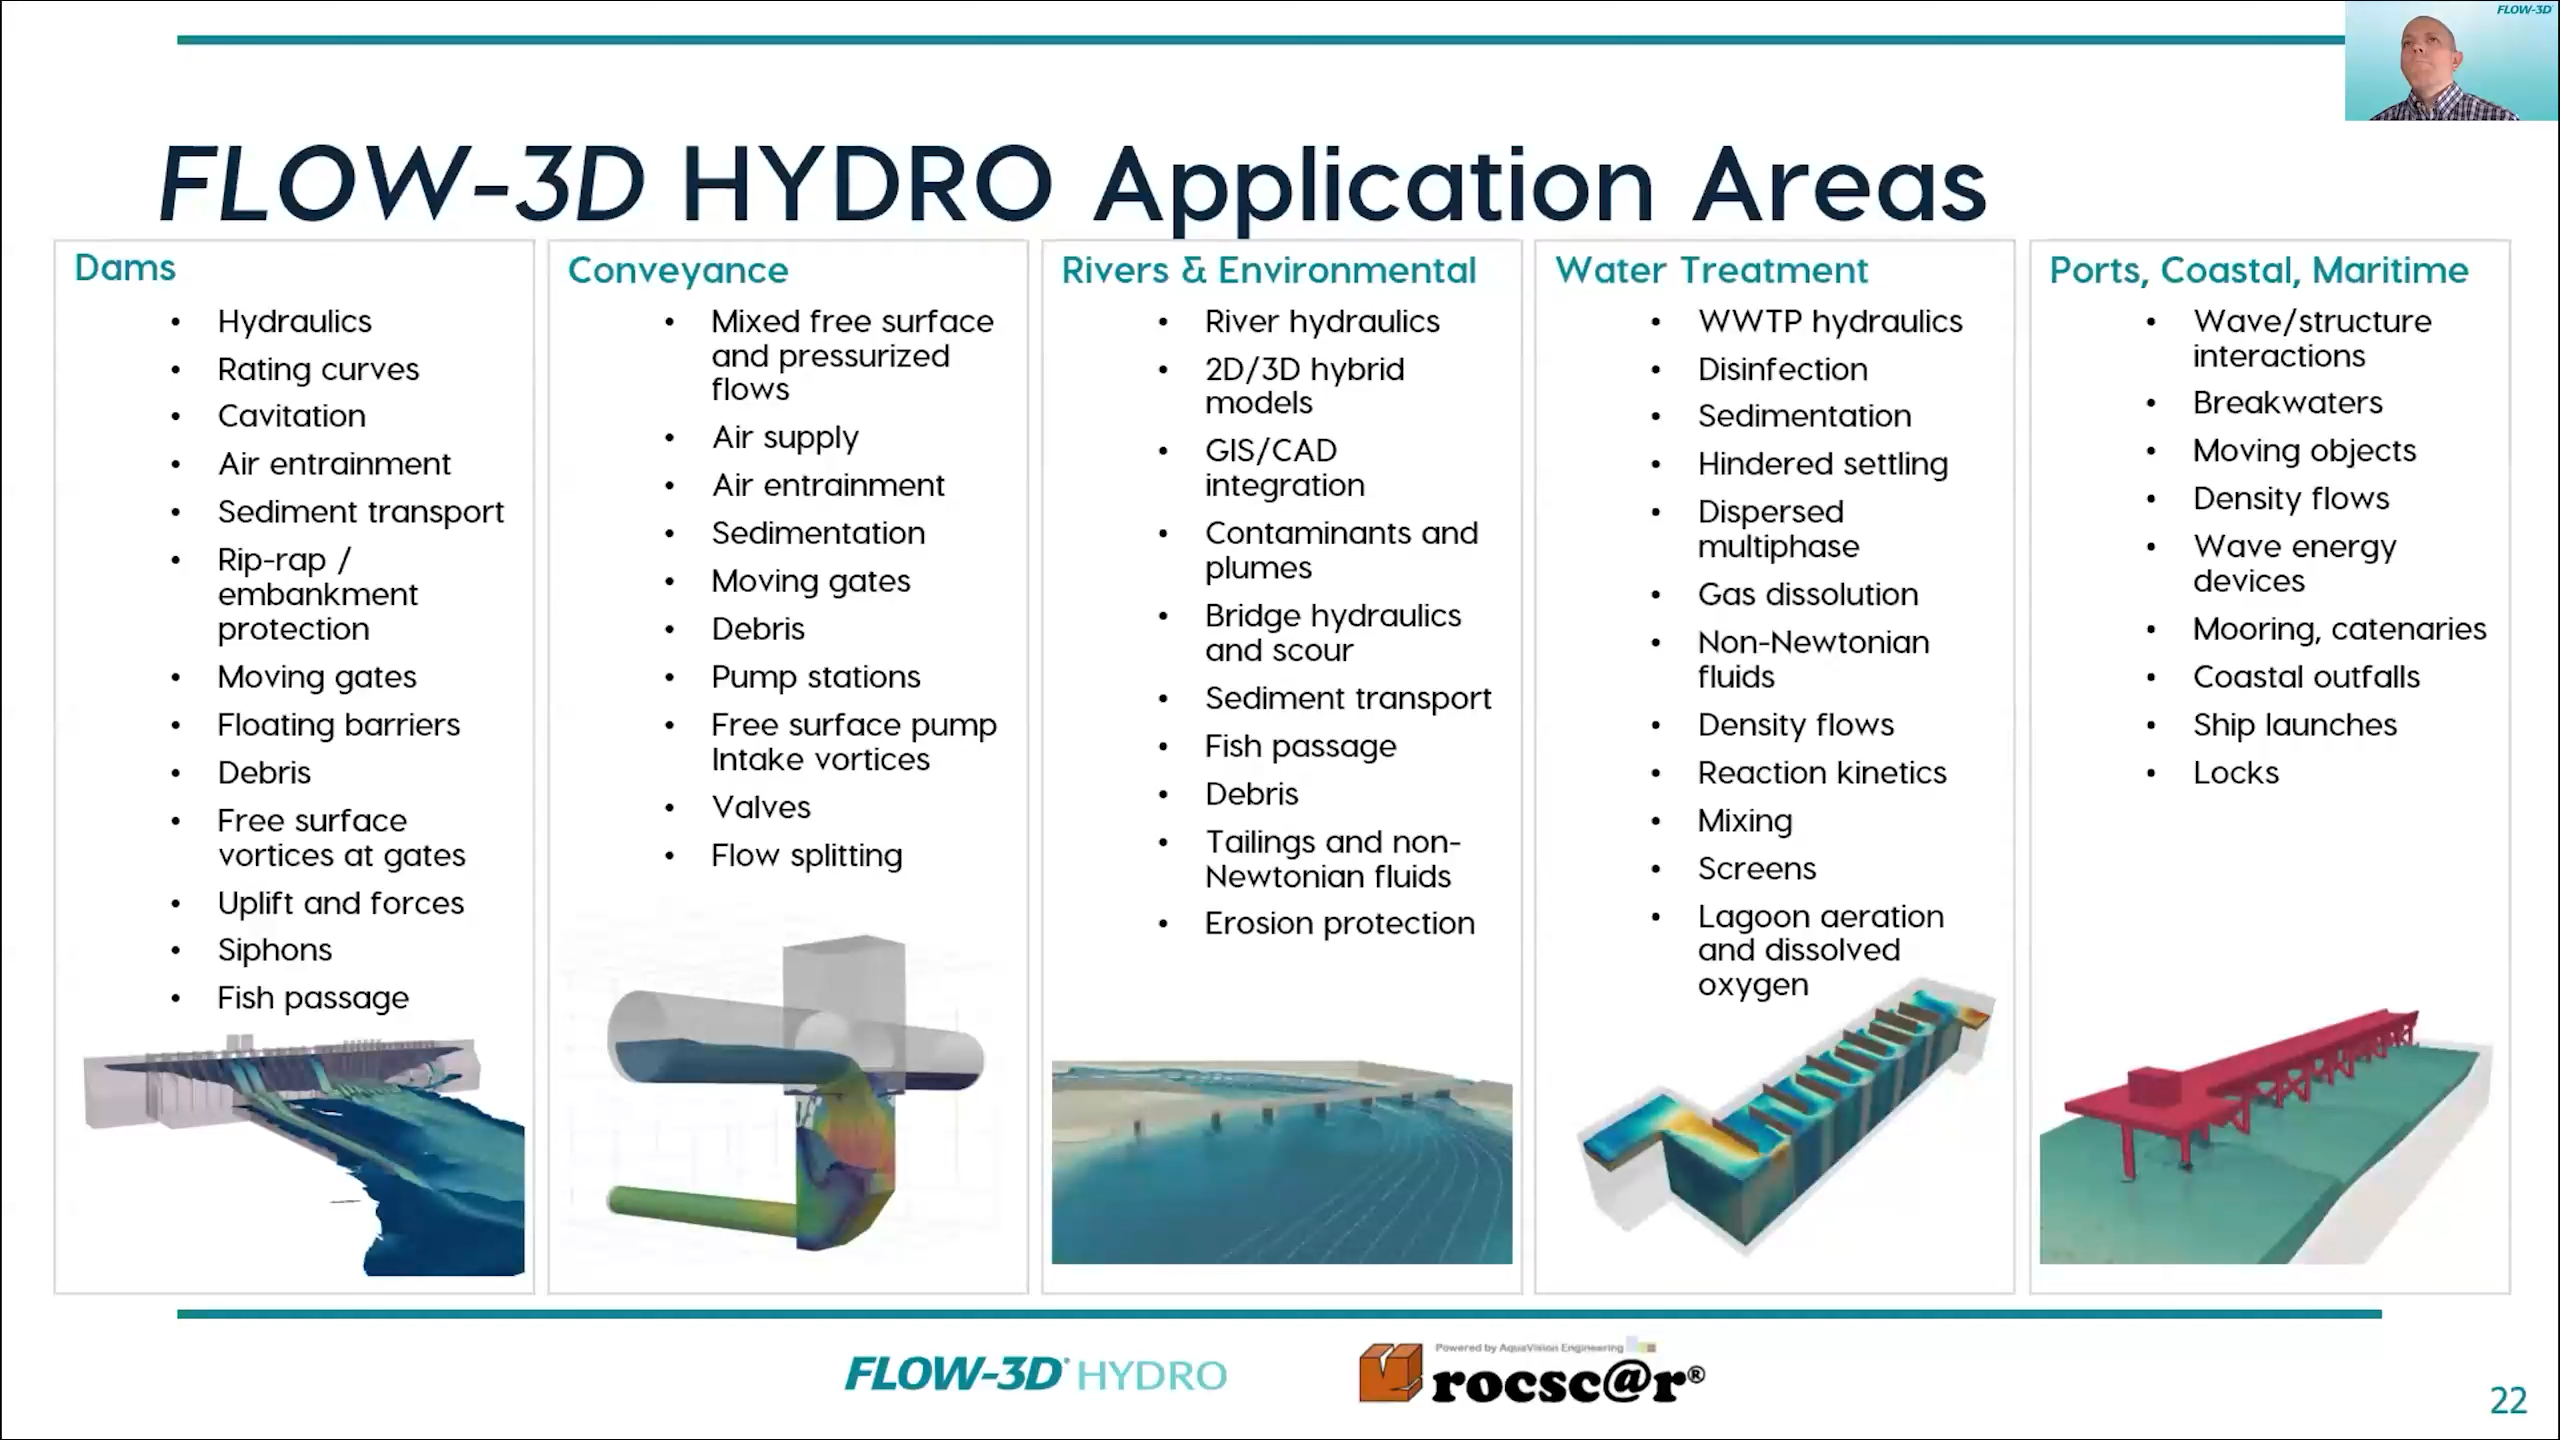 FLOW-3D
FLOW-3D HYDRO Application Areas
Dams
• Hydraulics
• Rating curves
• Cavitation
• Air entrainment
• Sediment transport
• Rip-rap /
embankment
protection
• Moving gates
• Floating barriers
• Debris
• Free surface
vortices at gates
• Uplift and forces
• Siphons
• Fish passage
Conveyance
• Mixed free surface
and pressurized
flows
• Air supply
• Air entrainment
• Sedimentation
• Moving gates
• Debris
• Pump stations
• Free surface pump
Intake vortices
• Valves
• Flow splitting
Rivers & Environmental
• River hydraulics
• 2D/3D hybrid
models
• GIS/CAD
integration
• Contaminants and
plumes
• Bridge hydraulics
and scour
• Sediment transport
• Fish passage
• Debris
• Tailings and non-
Newtonian fluids
• Erosion protection
Water Treatment
• WWTP hydraulics
• Disinfection
• Sedimentation
• Hindered settling
• Dispersed
multiphase
• Gas dissolution
• Non-Newtonian
fluids
• Density flows
• Reaction kinetics
• Mixing
• Screens
• Lagoon aeration
and dissolved
oxygen
Ports, Coastal, Maritime
• Wave/structure
interactions
• Breakwaters
• Moving objects
• Density flows
• Wave energy
devices
• Mooring, catenaries
• Coastal outfalls
• Ship launches
• Locks
FLOW-3D® HYDRO
Powered by AquaVision Engineering
rocsc@r®
22